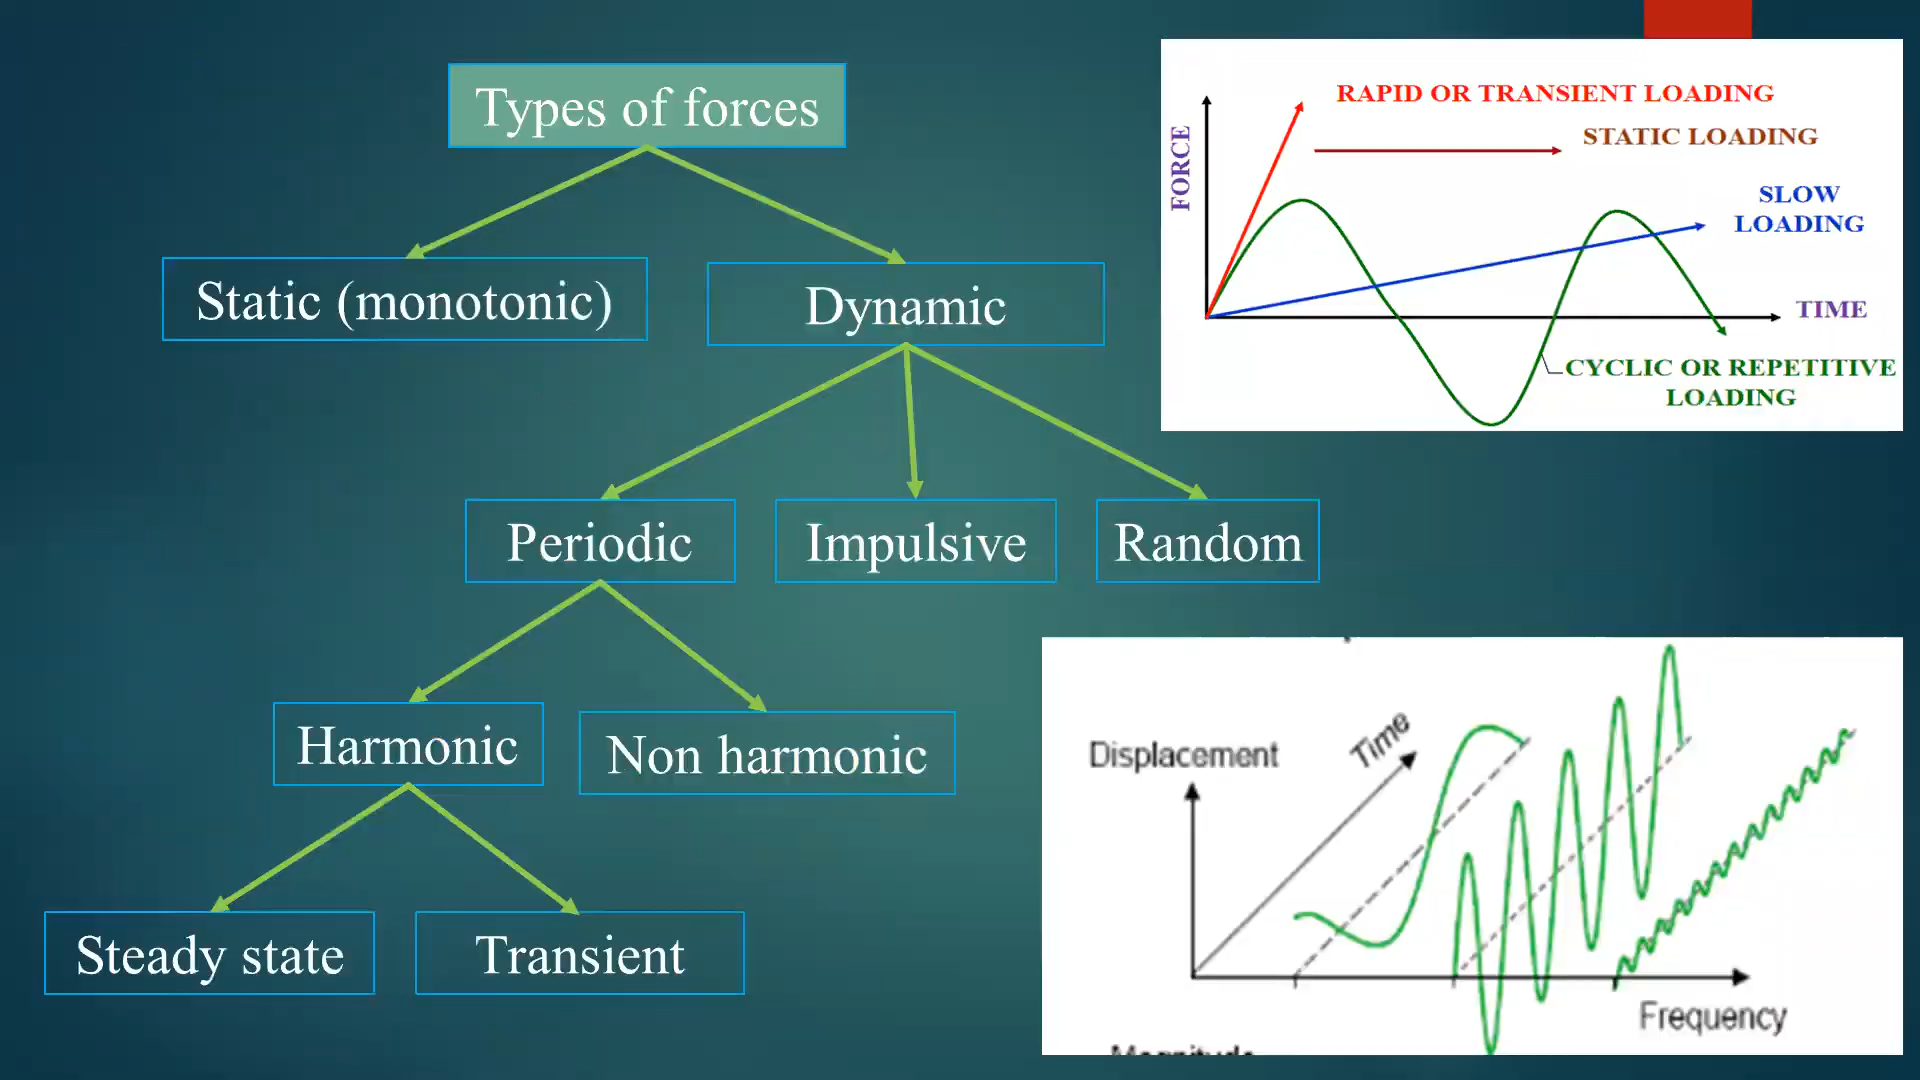 Types of forces
Static (monotonic)
Dynamic
Periodic
Impulsive
Random
Harmonic
Non harmonic
Steady state
Transient
FORCE
RAPID OR TRANSIENT LOADING
STATIC LOADING
SLOW
LOADING
TIME
CYCLIC OR REPETITIVE
LOADING
Displacement
Time
Frequency